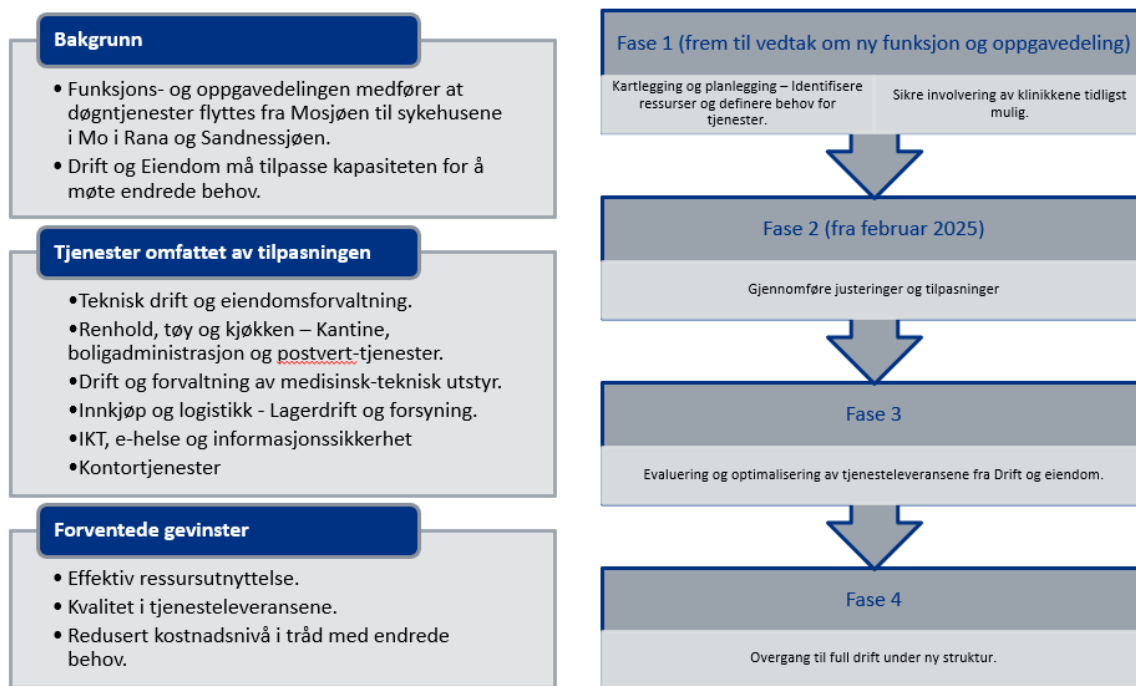 Bakgrunn
• Funksjons- og oppgavedelingen medfører at
døgntjenester flyttes fra Mosjøen til sykehusene
i Mo i Rana og Sandnessjøen.
• Drift og Eiendom må tilpasse kapasiteten for å
møte endrede behov.
Tjenester omfattet av tilpasningen
•Teknisk drift og eiendomsforvaltning.
•Renhold, tøy og kjøkken – Kantine,
boligadministrasjon og postvert-tjenester.
•Drift og forvaltning av medisinsk-teknisk utstyr.
•Innkjøp og logistikk - Lagerdrift og forsyning.
•IKT, e-helse og informasjonssikkerhet
•Kontortjenester
Forventede gevinster
• Effektiv ressursutnyttelse.
• Kvalitet i tjenesteleveransene.
• Redusert kostnadsnivå i tråd med endrede
behov.
Fase 1 (frem til vedtak om ny funksjon og oppgavedeling)
Kartlegging og planlegging – Identifisere
ressurser og definere behov for
tjenester.
Sikre involvering av klinikkene tidligst
mulig.
Fase 2 (fra februar 2025)
Gjennomføre justeringer og tilpasninger
Fase 3
Evaluering og optimalisering av tjenesteleveransene fra Drift og eiendom.
Fase 4
Overgang til full drift under ny struktur.